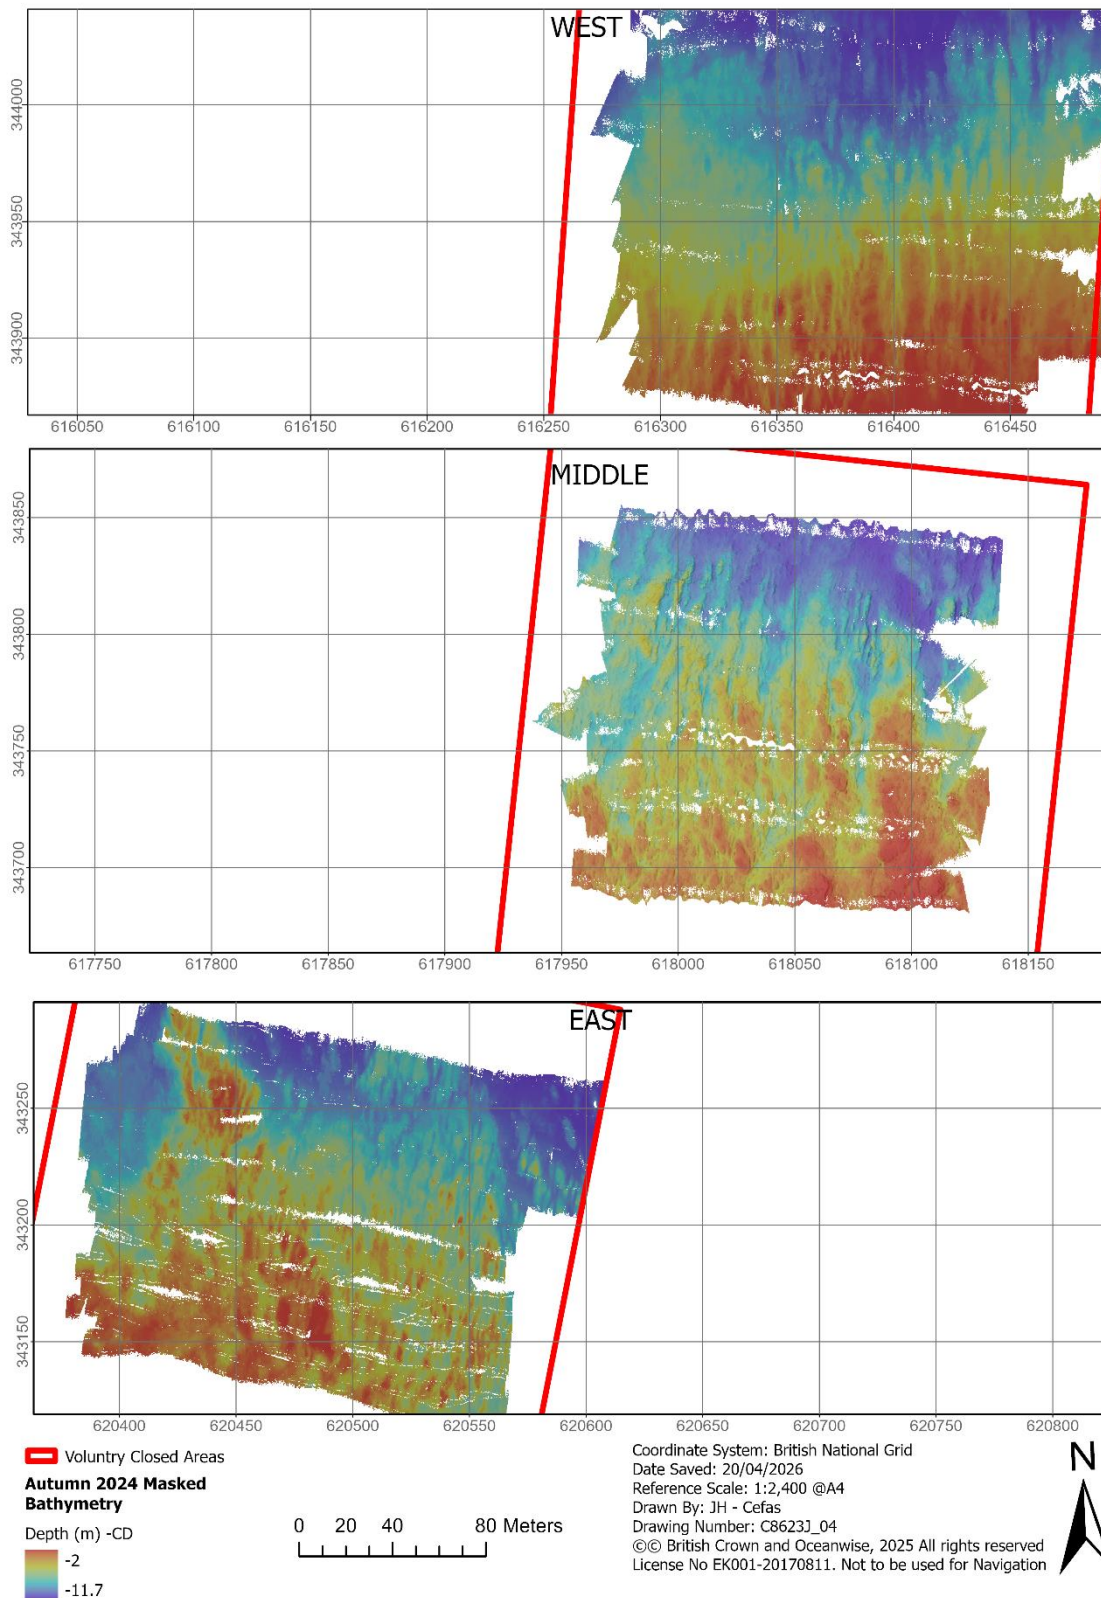 WEST
344000
343950
343900
616050
616100
616150
616200
616250
616300
616350
616400
616450
MIDDLE
343850
343800
343750
343700
617750
617800
617850
617900
617950
618000
618050
618100
618150
EAST
343250
343200
343150
620400
620450
620500
620550
620600
620650
620700
620750
620800
Voluntry Closed Areas
Autumn 2024 Masked
Bathymetry
Depth (m) -CD
-2
-11.7
0 20 40 80 Meters
Coordinate System: British National Grid
Date Saved: 20/04/2026
Reference Scale: 1:2,400 @A4
Drawn By: JH - Cefas
Drawing Number: C8623J_04
©© British Crown and Oceanwise, 2025 All rights reserved
License No EK001-20170811. Not to be used for Navigation
N